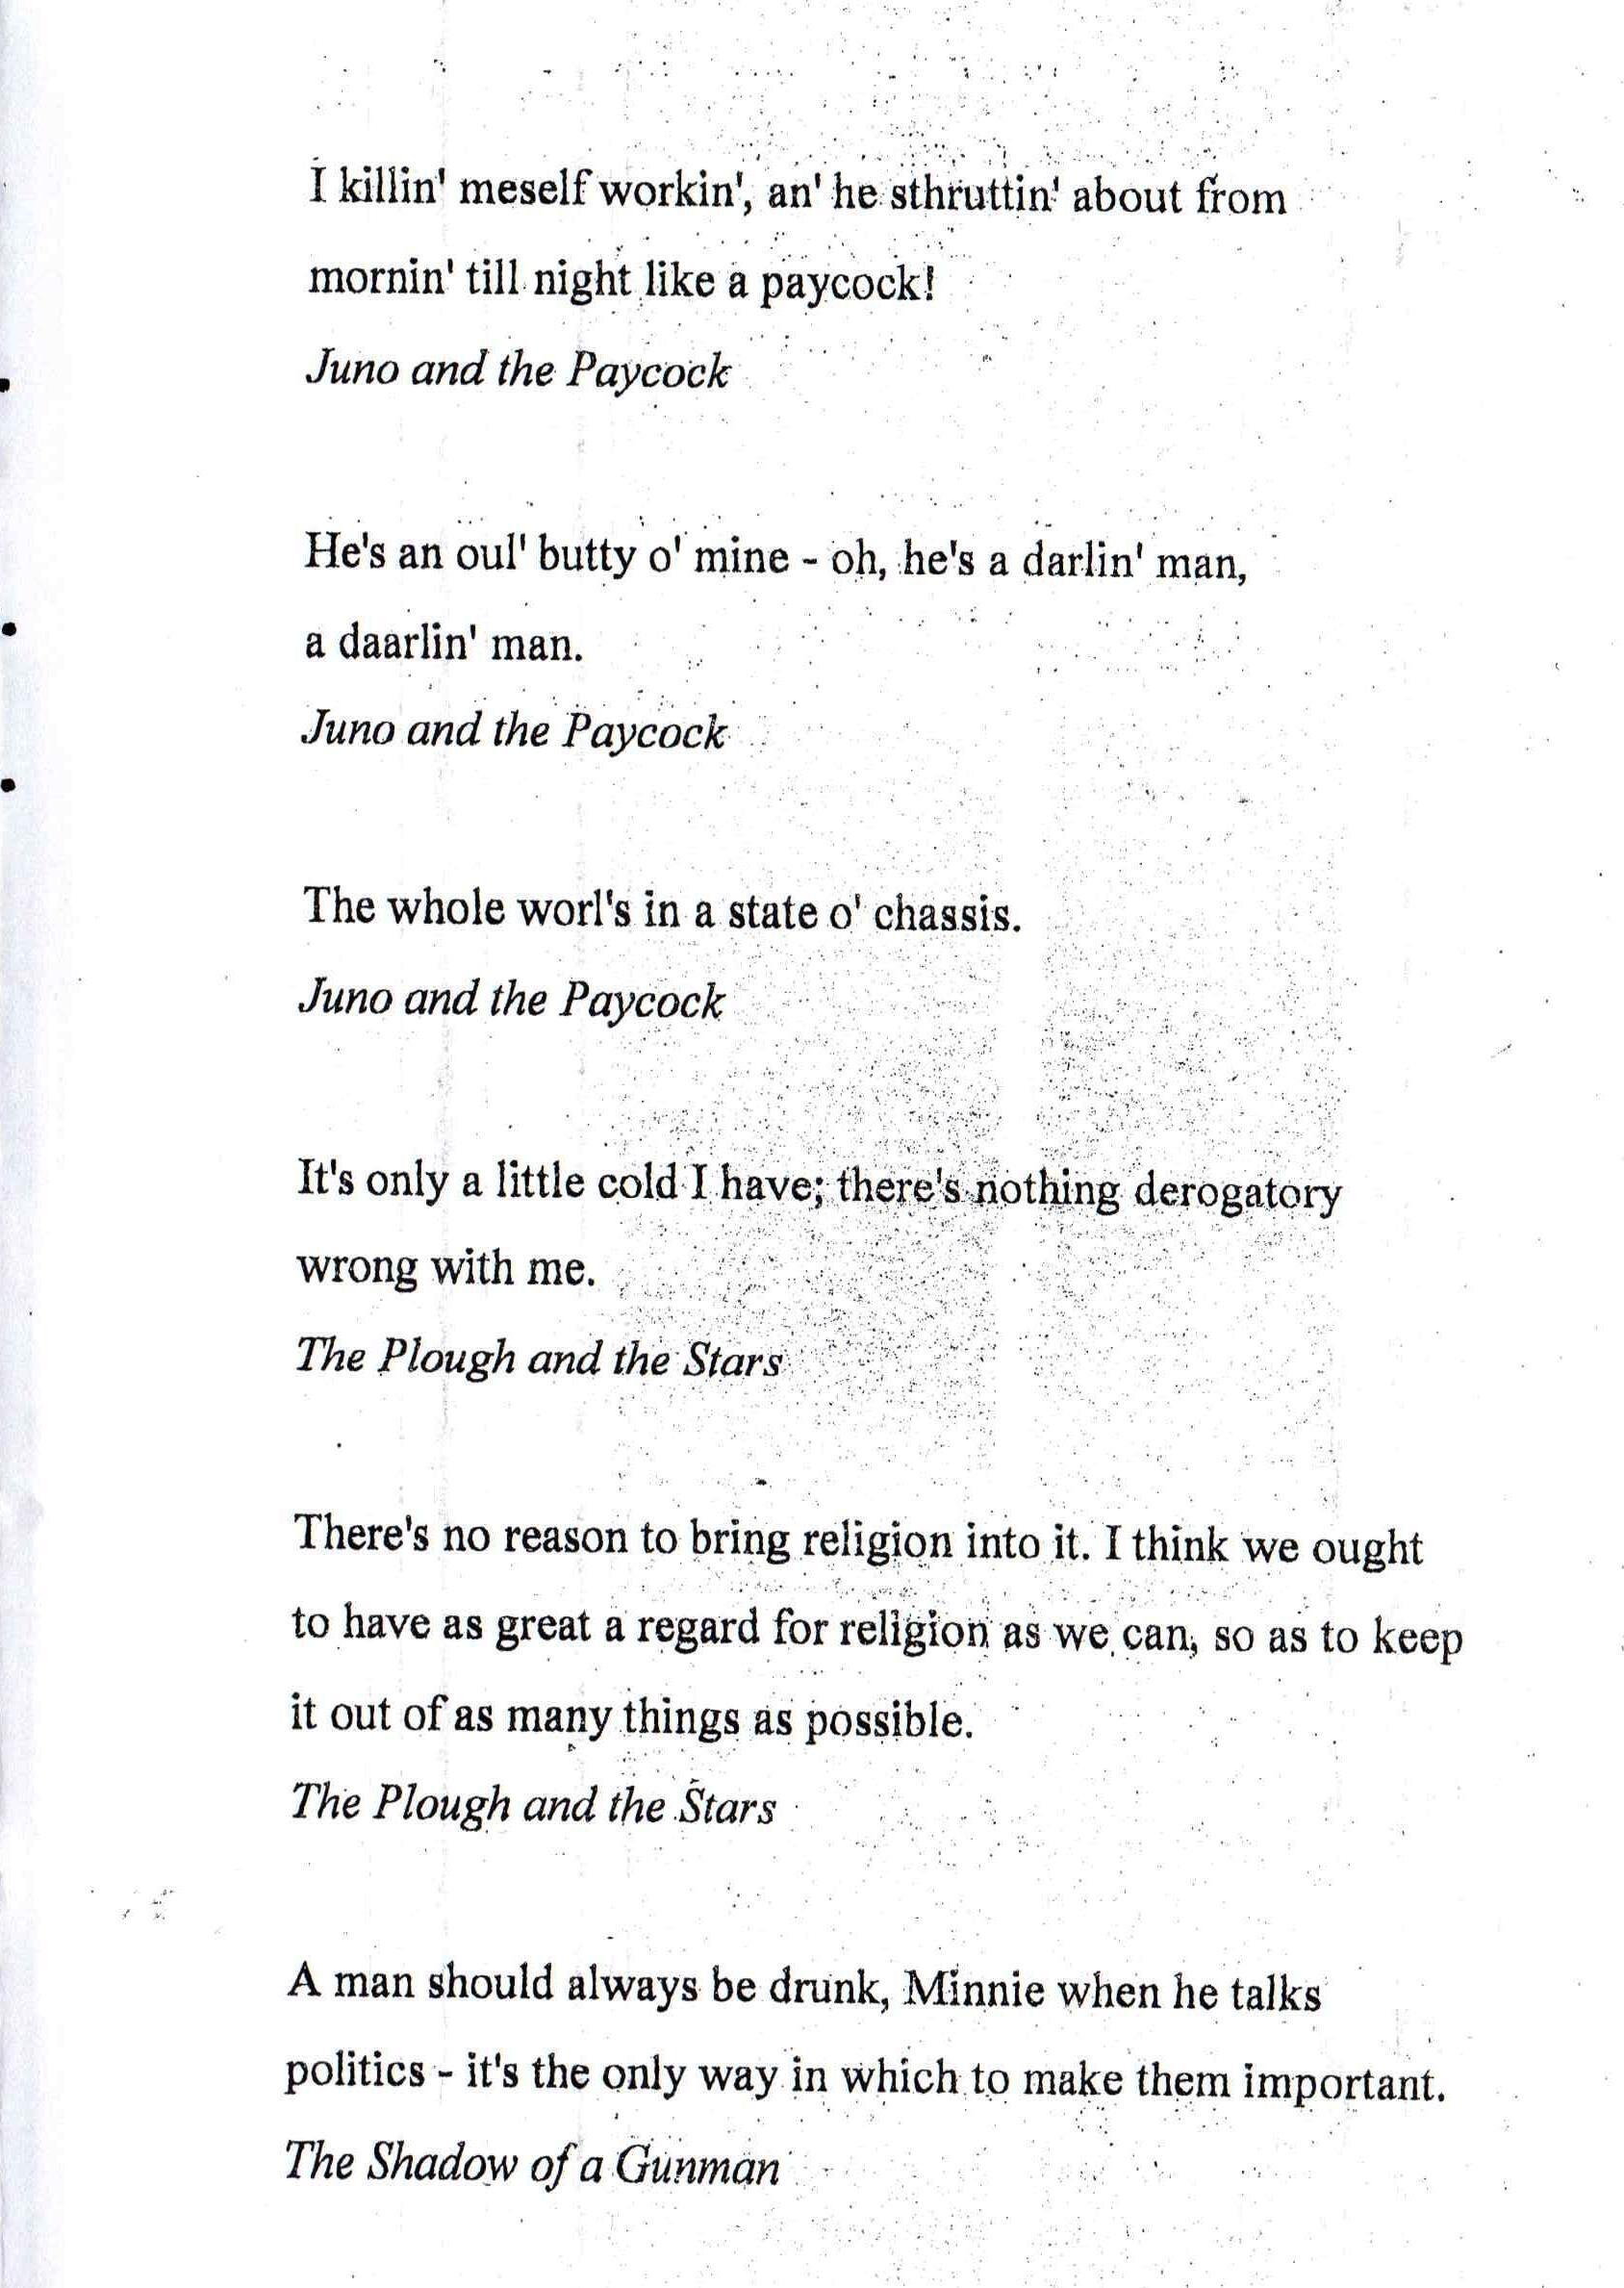 I killin' meself workin', an' he sthruttin' about from
mornin' till night like a paycock!
Juno and the Paycock
He's an oul' butty o' mine - oh, he's a darlin' man,
a daarlin' man.
Juno and the Paycock
The whole worl's in a state o' chassis.
Juno and the Paycock
It's only a little cold I have; there's nothing derogatory
wrong with me.
The Plough and the Stars
There's no reason to bring religion into it. I think we ought
to have as great a regard for religion as we can, so as to keep
it out of as many things as possible.
The Plough and the Stars
A man should always be drunk, Minnie when he talks
politics - it's the only way in which to make them important.
The Shadow of a Gunman